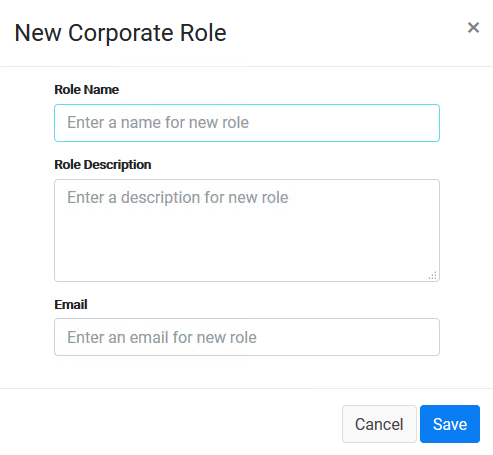 New Corporate Role
×
Role Name
Enter a name for new role
Role Description
Enter a description for new role
Email
Enter an email for new role
Cancel Save